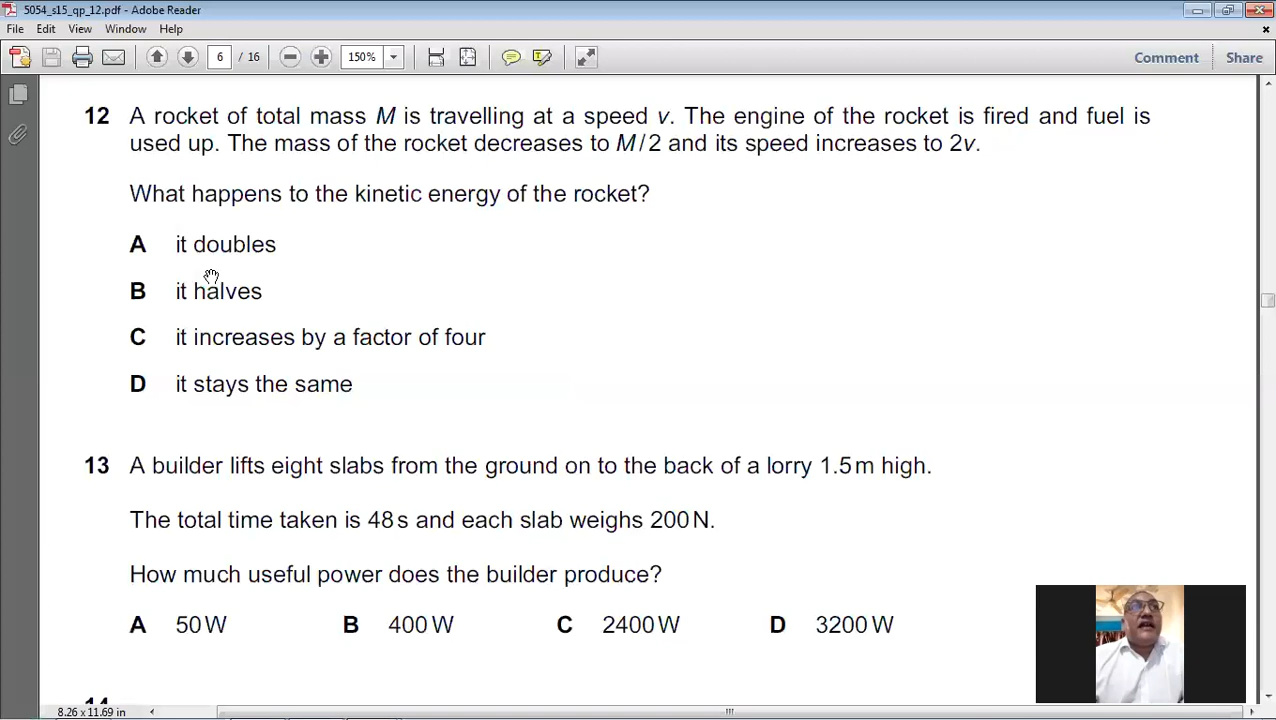 5054_s15_qp_12.pdf - Adobe Reader
File Edit View Window Help
6 / 16 150% Comment Share
12 A rocket of total mass M is travelling at a speed v. The engine of the rocket is fired and fuel is
used up. The mass of the rocket decreases to M/2 and its speed increases to 2v.
What happens to the kinetic energy of the rocket?
A it doubles
B it halves
C it increases by a factor of four
D it stays the same
13 A builder lifts eight slabs from the ground on to the back of a lorry 1.5 m high.
The total time taken is 48 s and each slab weighs 200 N.
How much useful power does the builder produce?
A 50 W B 400 W C 2400 W D 3200 W
14
8.26 x 11.69 in